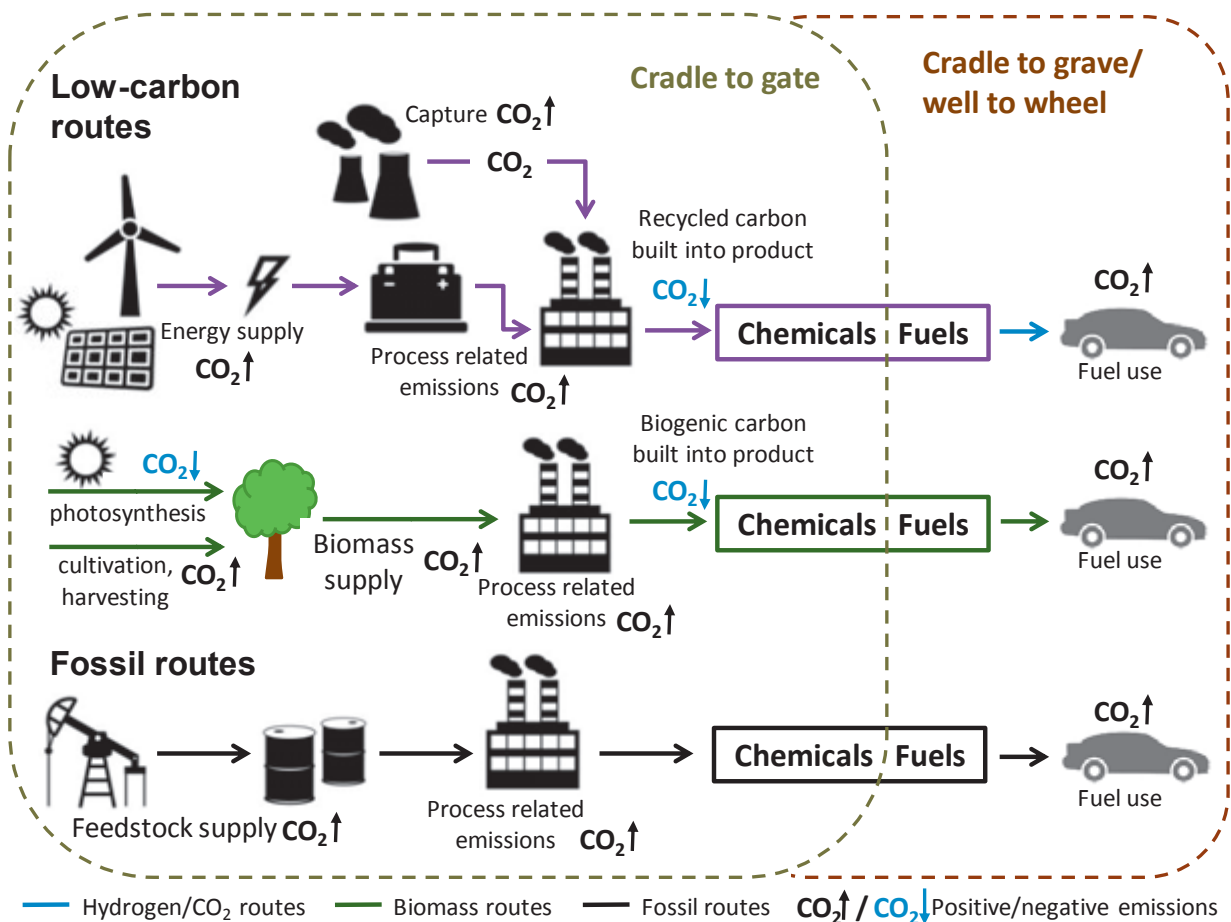 Low-carbon
routes
Cradle to gate
Cradle to grave/
well to wheel
Capture CO₂↑
CO₂
Energy supply
CO₂↑
Process related
emissions CO₂↑
Recycled carbon
built into product
CO₂↓
Chemicals Fuels
CO₂↑
Fuel use
CO₂↓
photosynthesis
cultivation,
harvesting CO₂↑
Biomass
supply CO₂↑
Process related
emissions CO₂↑
Biogenic carbon
built into product
CO₂↓
Chemicals Fuels
CO₂↑
Fuel use
Fossil routes
Feedstock supply CO₂↑
Process related
emissions CO₂↑
Chemicals Fuels
CO₂↑
Fuel use
Hydrogen/CO₂ routes
Biomass routes
Fossil routes
CO₂↑ / CO₂↓ Positive/negative emissions